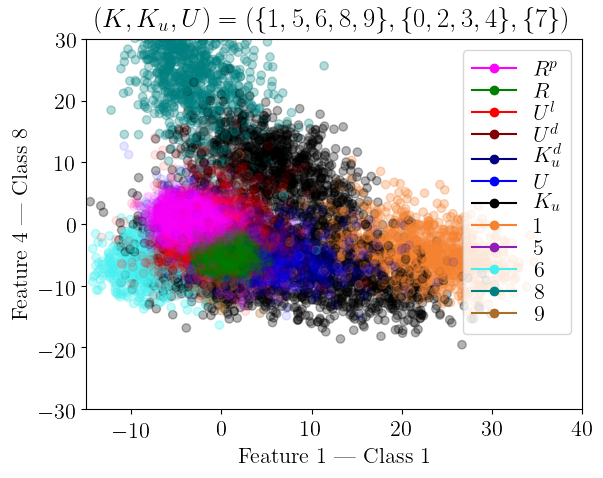 (K, K_u, U) = ({1, 5, 6, 8, 9}, {0, 2, 3, 4}, {7})
30
20
10
0
−10
−20
−30
Feature 4 — Class 8
R^p
R
U^l
U^d
K_u^d
U
K_u
1
5
6
8
9
−10
0
10
20
30
40
Feature 1 — Class 1